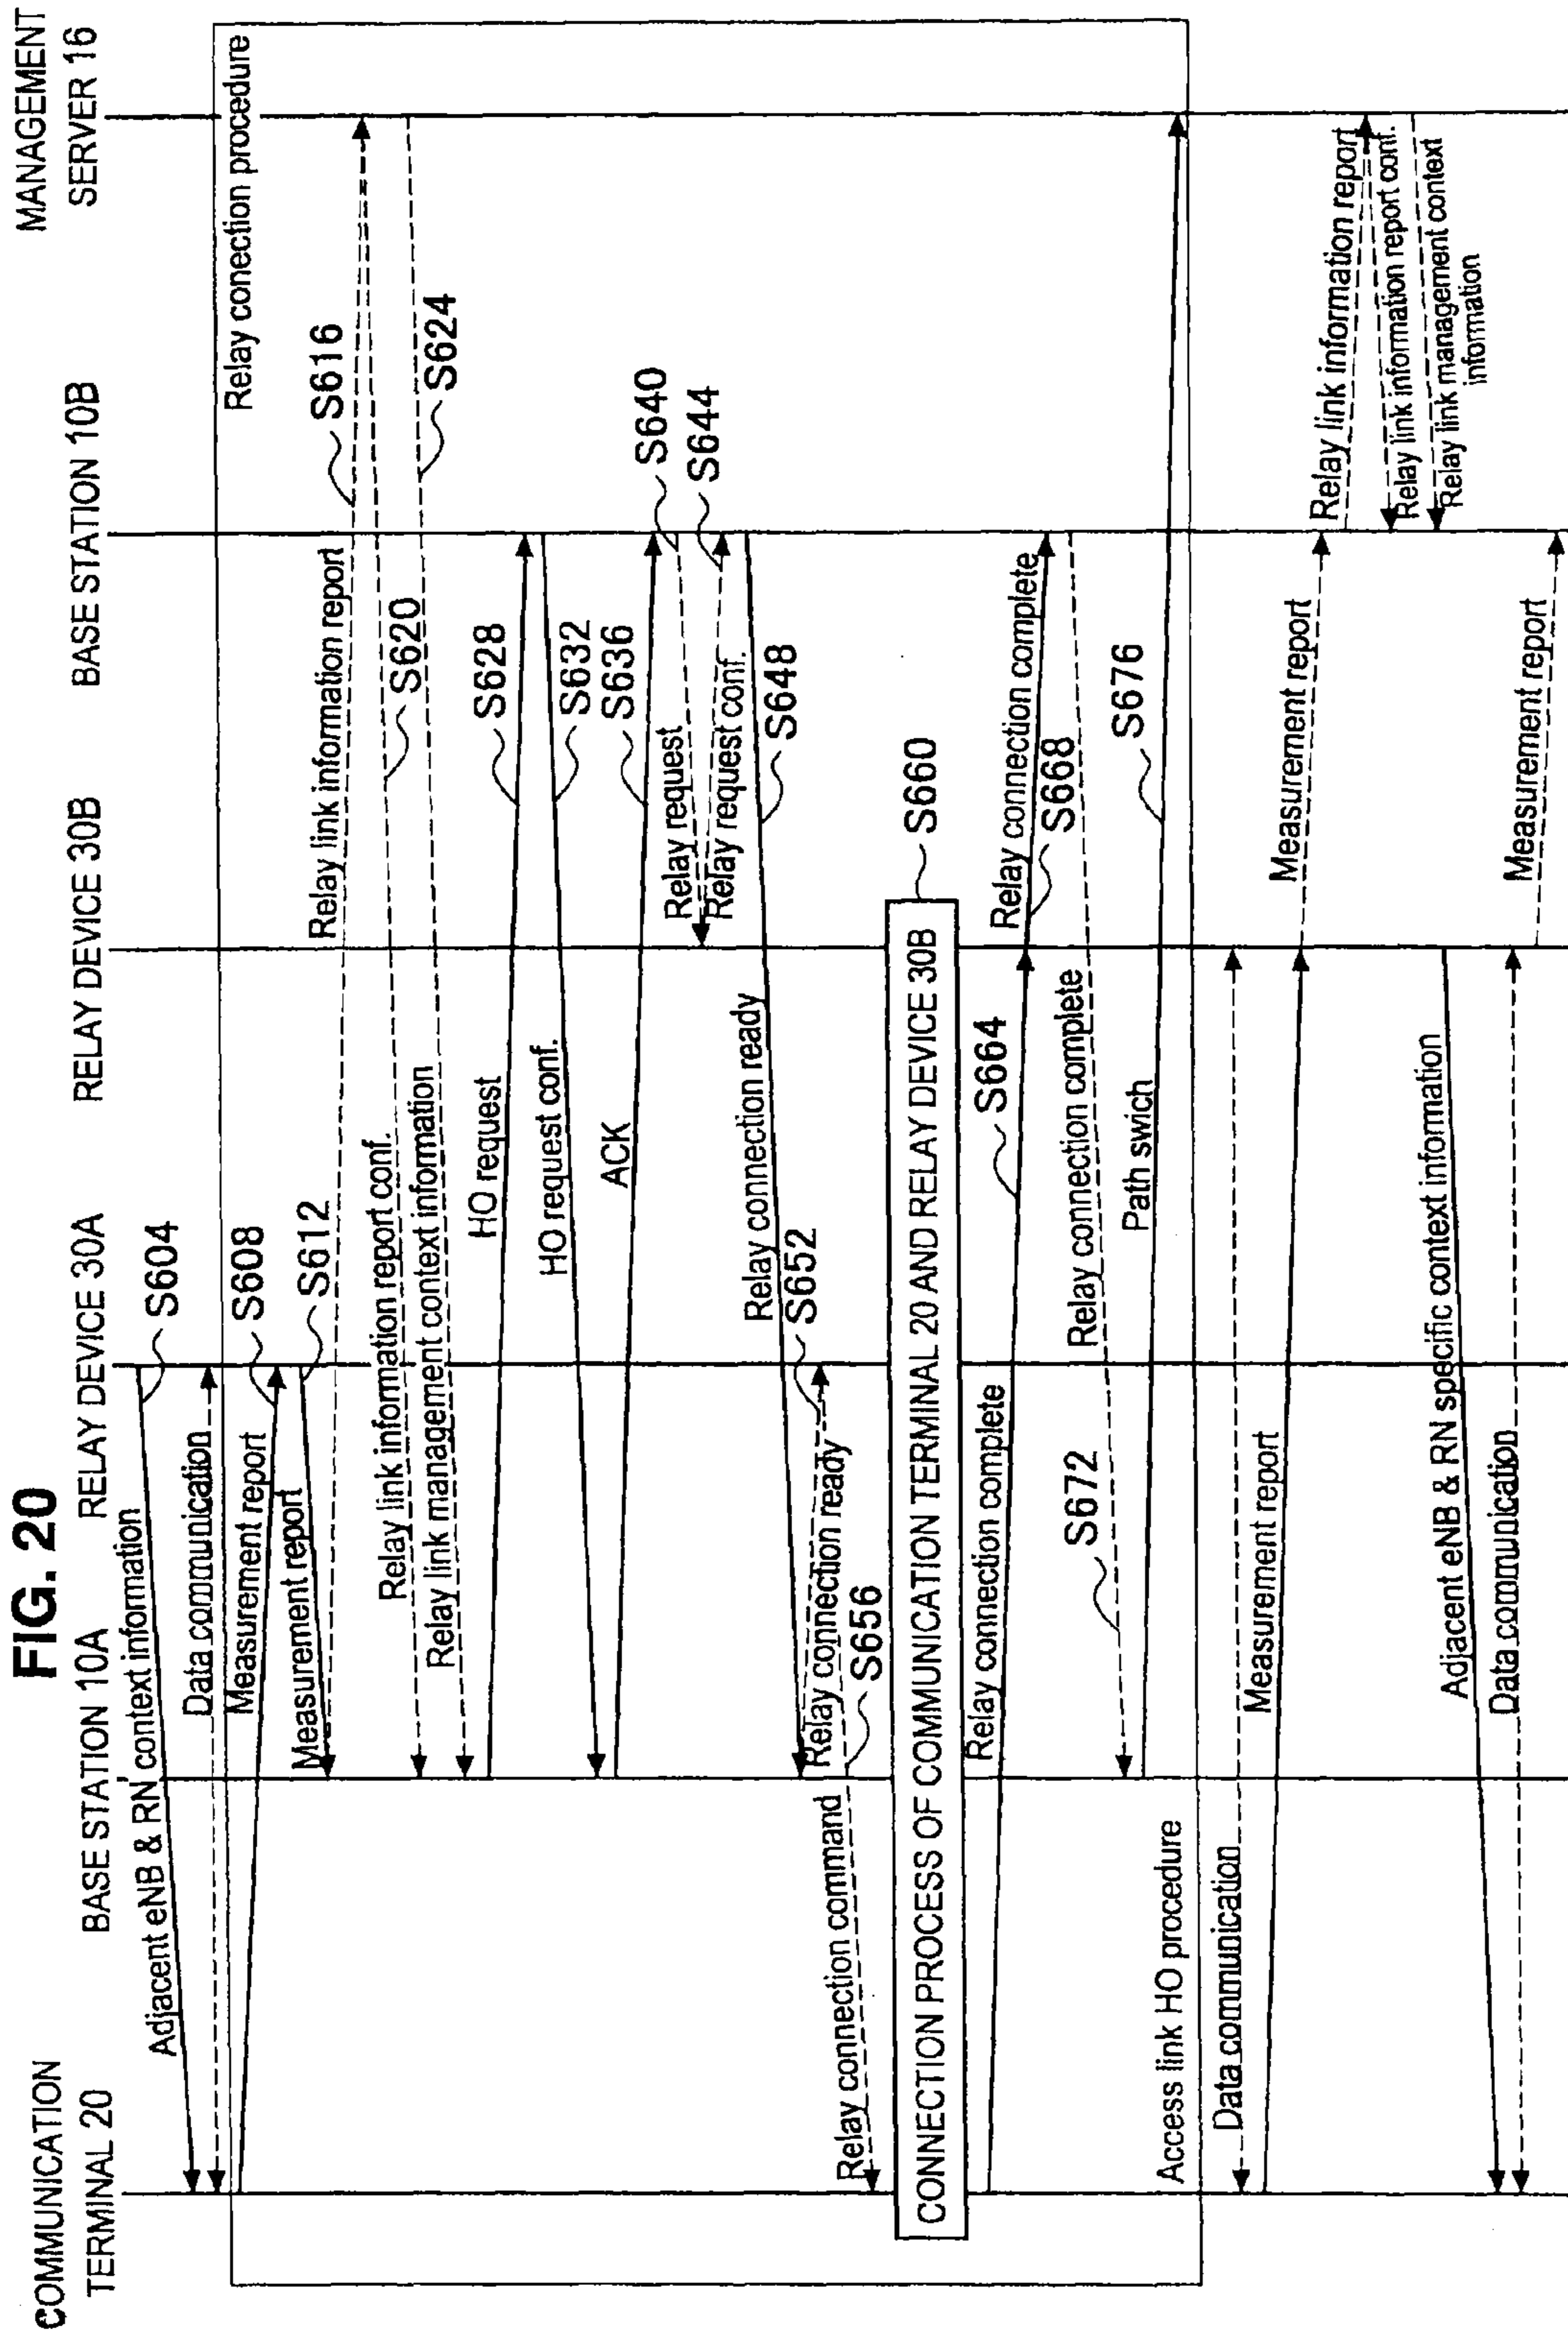 FIG. 20
COMMUNICATION
TERMINAL 20
BASE STATION 10A
RELAY DEVICE 30A
RELAY DEVICE 30B
BASE STATION 10B
MANAGEMENT
SERVER 16
Adjacent eNB & RN context information
S604
Data communication
Relay conection procedure
Measurement report
S608
Measurement report
S612
Relay link information report
S616
Relay link information report conf.
S620
Relay link management context information
S624
HO request
S628
HO request conf.
S632
ACK
S636
Relay request
S640
Relay request conf.
S644
Relay connection ready
S648
Relay connection ready
S652
Relay connection command
S656
CONNECTION PROCESS OF COMMUNICATION TERMINAL 20 AND RELAY DEVICE 30B
S660
Relay connection complete
S664
Relay connection complete
S668
Relay connection complete
S672
Path swich
S676
Access link HO procedure
Data communication
Measurement report
Measurement report
Relay link information report
Relay link information report conf.
Relay link management context
information
Adjacent eNB & RN specific context information
Data communication
Measurement report